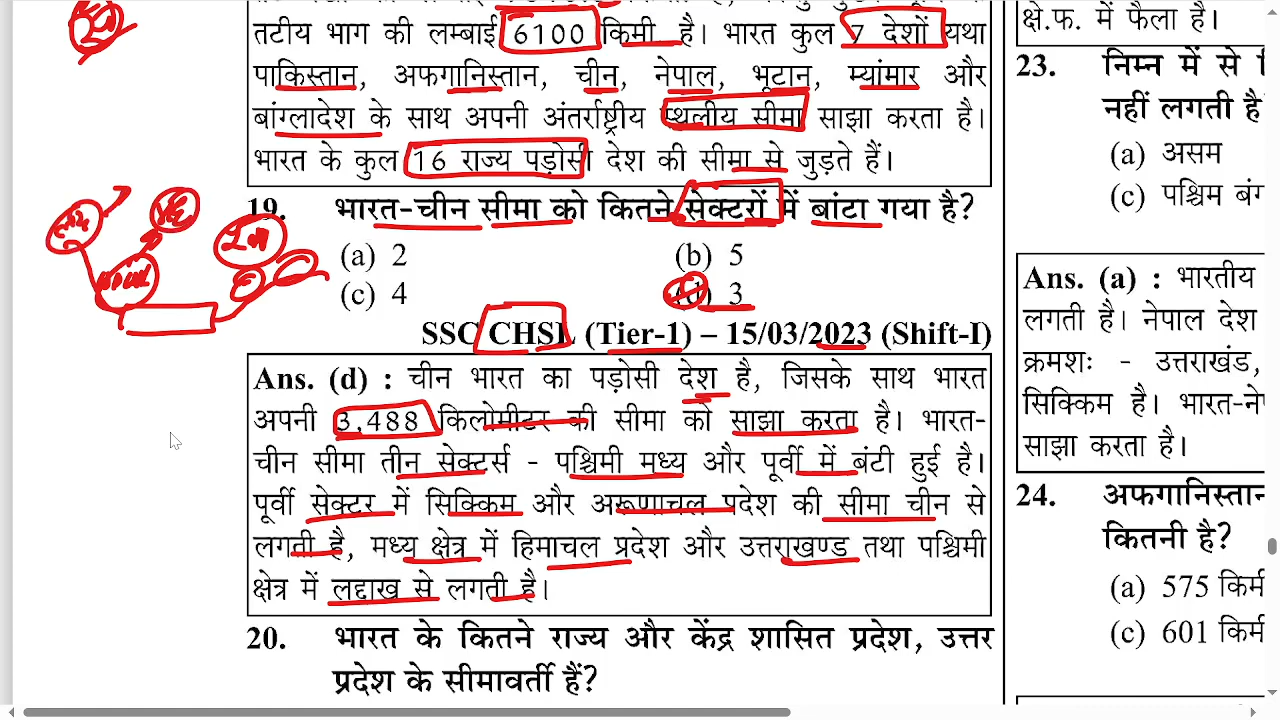 तटीय भाग की लम्बाई 6100 किमी है। भारत कुल 7 देशों यथा
पाकिस्तान, अफगानिस्तान, चीन, नेपाल, भूटान, म्यांमार और
बांग्लादेश के साथ अपनी अंतर्राष्ट्रीय स्थलीय सीमा साझा करता है।
भारत के कुल 16 राज्य पड़ोसी देश की सीमा से जुड़ते हैं।
19. भारत-चीन सीमा को कितने सेक्टरों में बांटा गया है?
(a) 2 (b) 5
(c) 4 (d) 3
SSC CHSL (Tier-1) – 15/03/2023 (Shift-I)
Ans. (d) : चीन भारत का पड़ोसी देश है, जिसके साथ भारत
अपनी 3,488 किलोमीटर की सीमा को साझा करता है। भारत-
चीन सीमा तीन सेक्टर्स - पश्चिमी मध्य और पूर्वी में बंटी हुई है।
पूर्वी सेक्टर में सिक्किम और अरूणाचल प्रदेश की सीमा चीन से
लगती है, मध्य क्षेत्र में हिमाचल प्रदेश और उत्तराखण्ड तथा पश्चिमी
क्षेत्र में लद्दाख से लगती है।
20. भारत के कितने राज्य और केंद्र शासित प्रदेश, उत्तर
प्रदेश के सीमावर्ती हैं?
क्षे.फ. में फैला है।
23. निम्न में से
नहीं लगती है
(a) असम
(c) पश्चिम
Ans. (a) : भारतीय
लगती है। नेपाल देश
क्रमशः - उत्तराखंड,
सिक्किम है। भारत-
साझा करता है।
24. अफगानिस्तान
कितनी है?
(a) 575 किमी
(c) 601 किमी